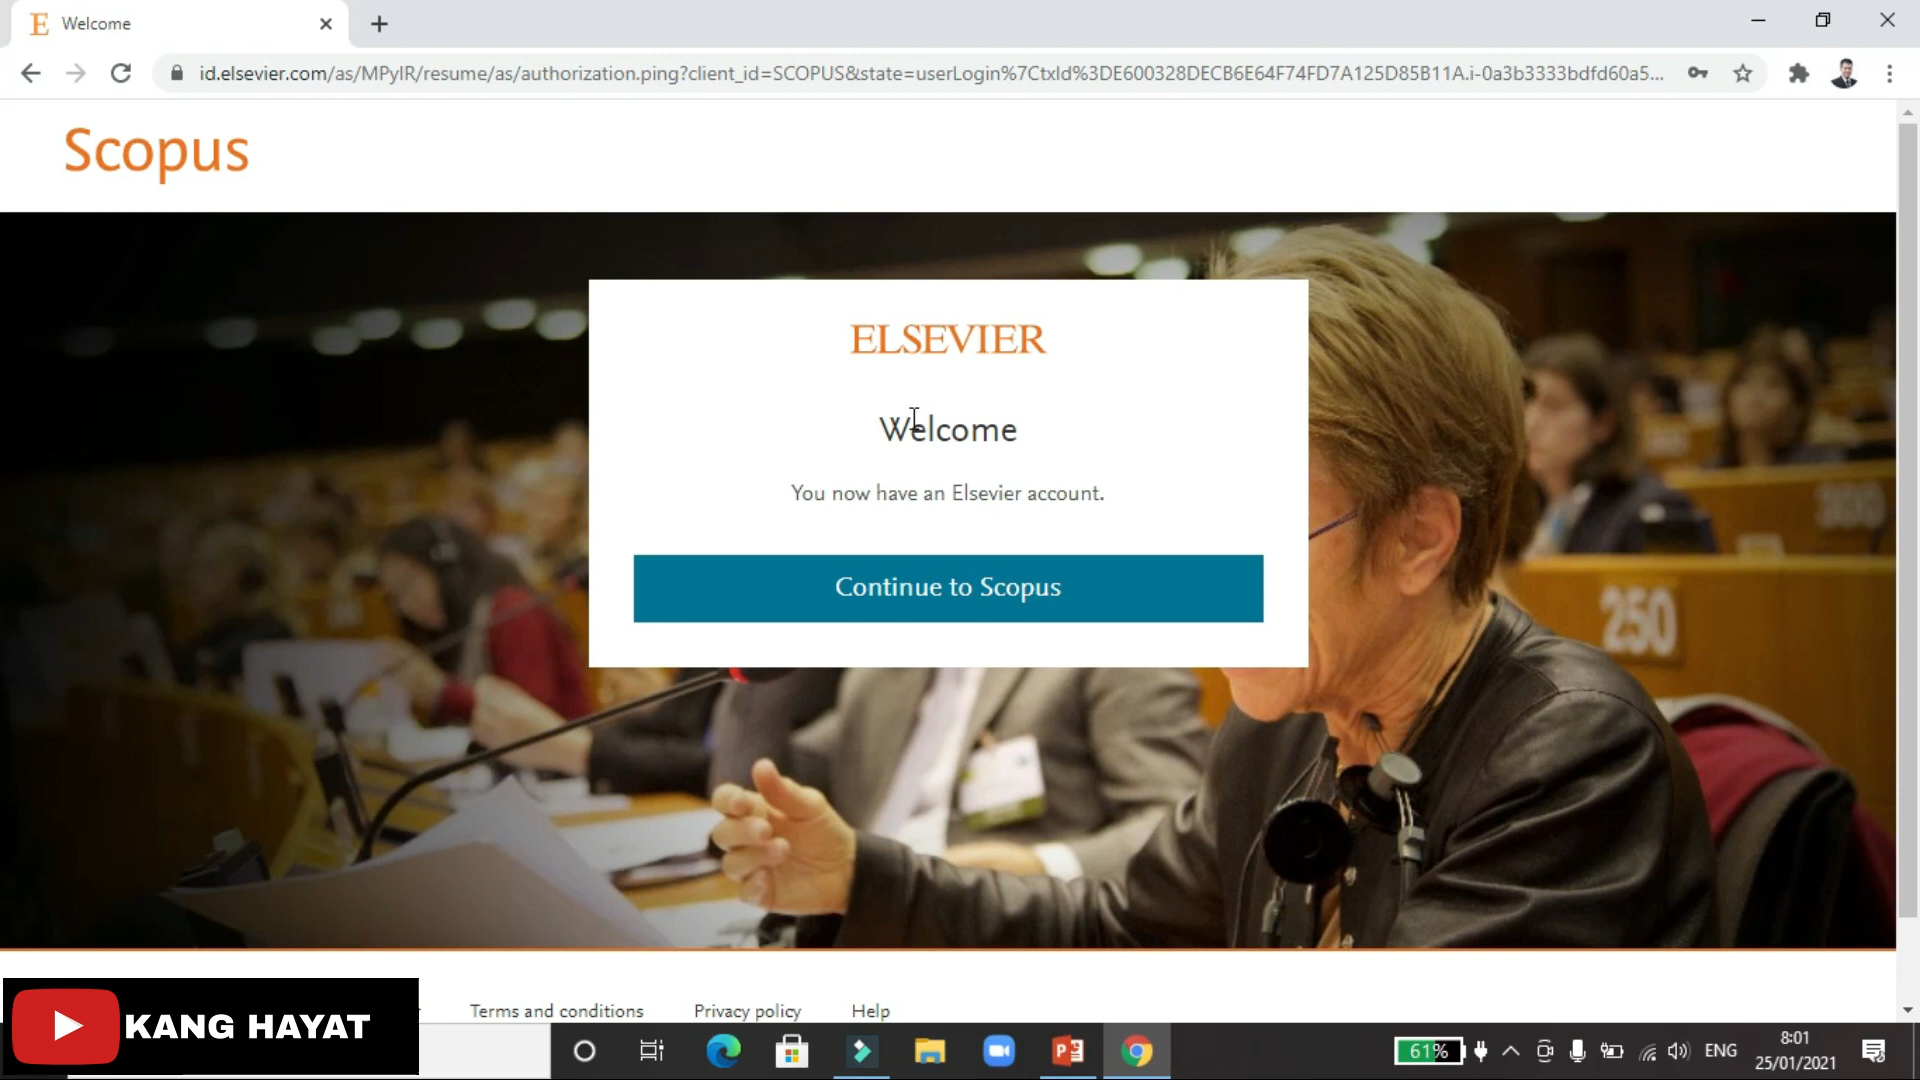 Welcome
id.elsevier.com/as/MPyIR/resume/as/authorization.ping?client_id=SCOPUS&state=userLogin%7CtxId%3DE600328DECB6E64F74FD7A125D85B11A.i-0a3b3333bdfd60a5...
Scopus
ELSEVIER
Welcome
You now have an Elsevier account.
Continue to Scopus
250
300
Terms and conditions Privacy policy Help
KANG HAYAT
61% ENG 8:01
25/01/2021